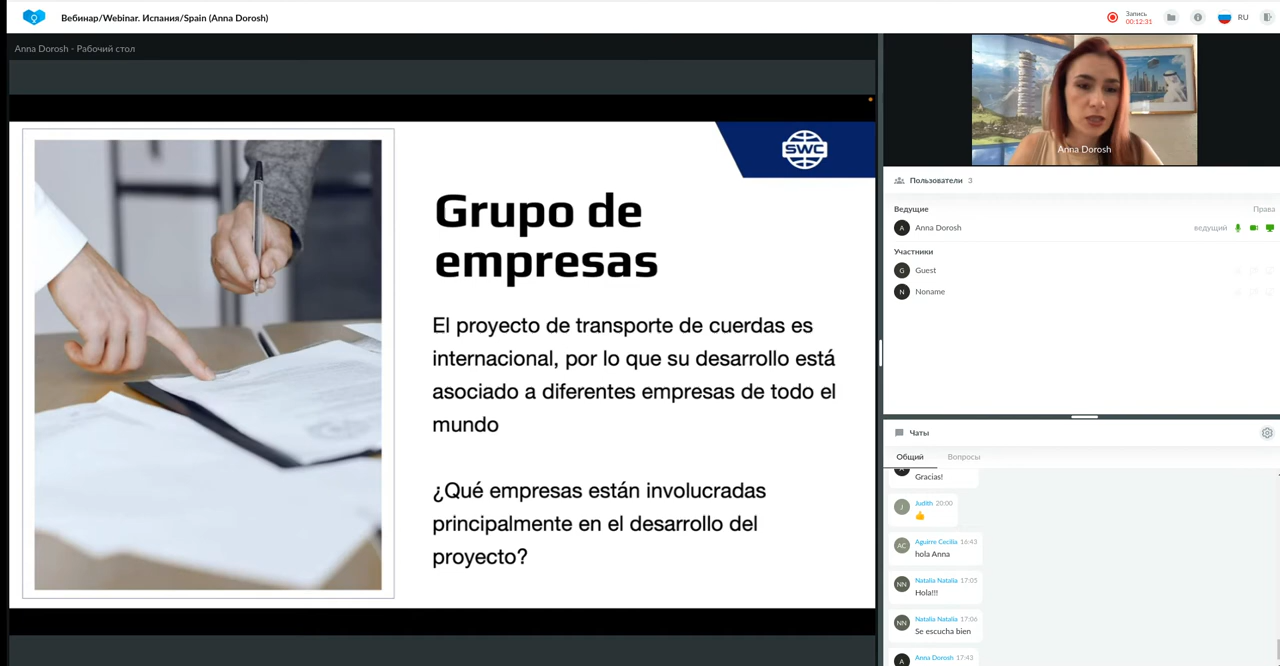 Вебинар/Webinar. Испания/Spain (Anna Dorosh)
Запись
00:12:31
RU
Anna Dorosh - Рабочий стол
SWC
Grupo de
empresas
El proyecto de transporte de cuerdas es
internacional, por lo que su desarrollo está
asociado a diferentes empresas de todo el
mundo
¿Qué empresas están involucradas
principalmente en el desarrollo del
proyecto?
Anna Dorosh
Пользователи 3
Ведущие Права
A Anna Dorosh ведущий
Участники
G Guest
N Noname
Чаты
Общий Вопросы
Gracias!
J Judith 20:00
👍
AC Aguirre Cecilia 16:43
hola Anna
NN Natalia Natalia 17:05
Hola!!!
NN Natalia Natalia 17:06
Se escucha bien
A Anna Dorosh 17:43